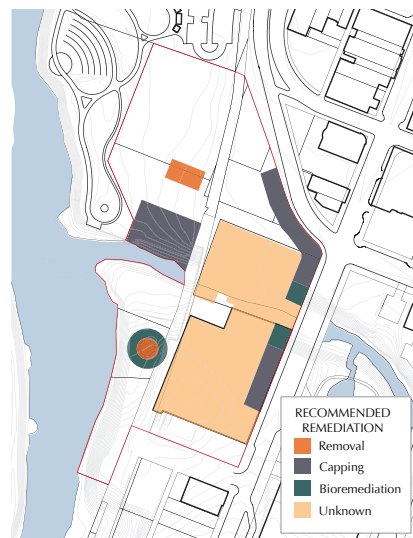 RECOMMENDED
REMEDIATION
Removal
Capping
Bioremediation
Unknown